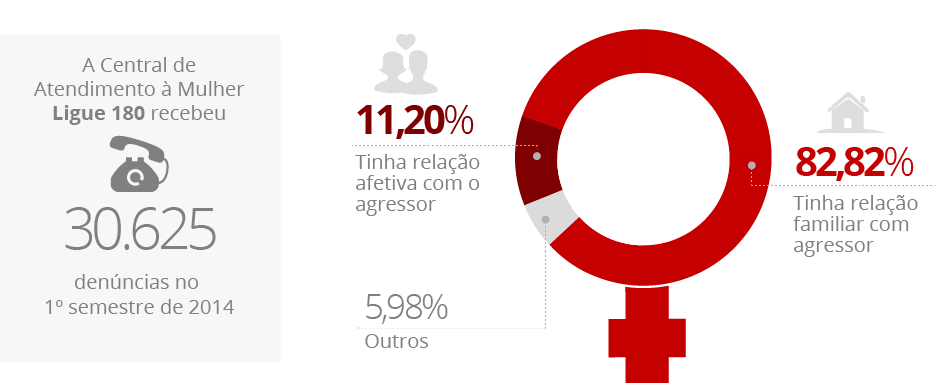 A Central de
Atendimento à Mulher
Ligue 180 recebeu
30.625
denúncias no
1º semestre de 2014
11,20%
Tinha relação
afetiva com o
agressor
82,82%
Tinha relação
familiar com
agressor
5,98%
Outros